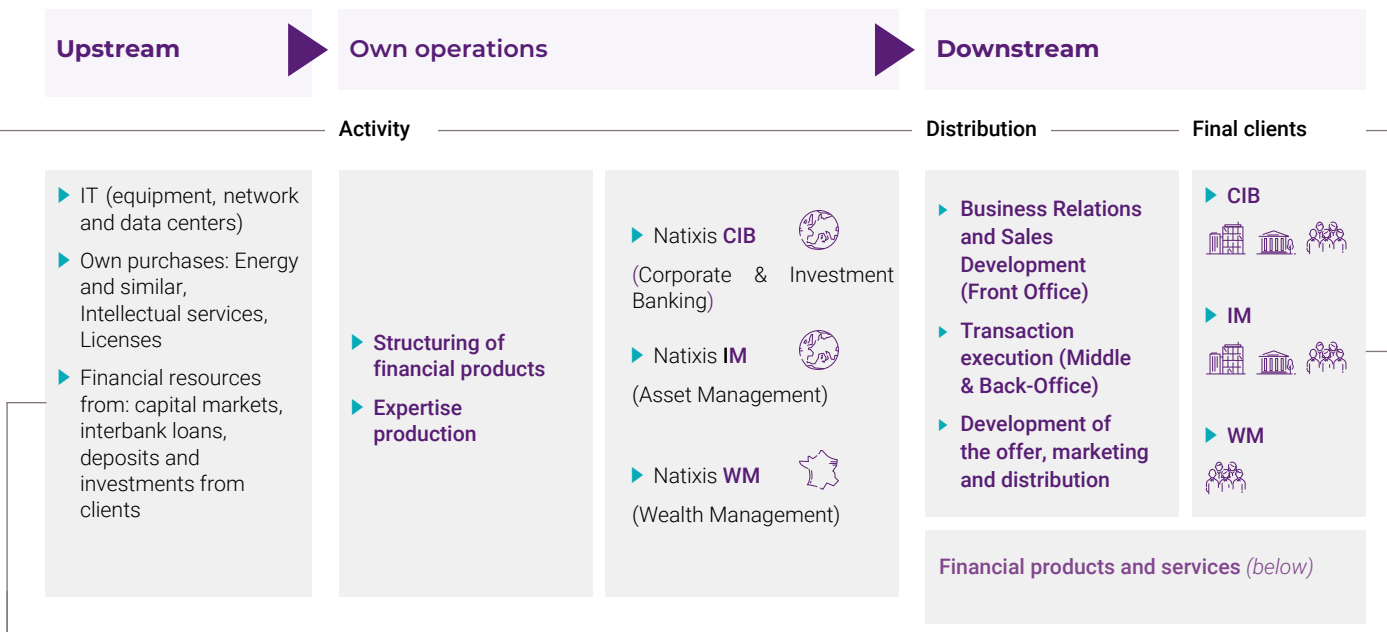 Upstream
Own operations
Downstream
Activity
Distribution
Final clients
IT (equipment, network
and data centers)
Own purchases: Energy
and similar,
Intellectual services,
Licenses
Financial resources
from: capital markets,
interbank loans,
deposits and
investments from
clients
Structuring of
financial products
Expertise
production
Natixis CIB
(Corporate & Investment
Banking)
Natixis IM
(Asset Management)
Natixis WM
(Wealth Management)
Business Relations
and Sales
Development
(Front Office)
Transaction
execution (Middle
& Back-Office)
Development of
the offer, marketing
and distribution
CIB
IM
WM
Financial products and services (below)